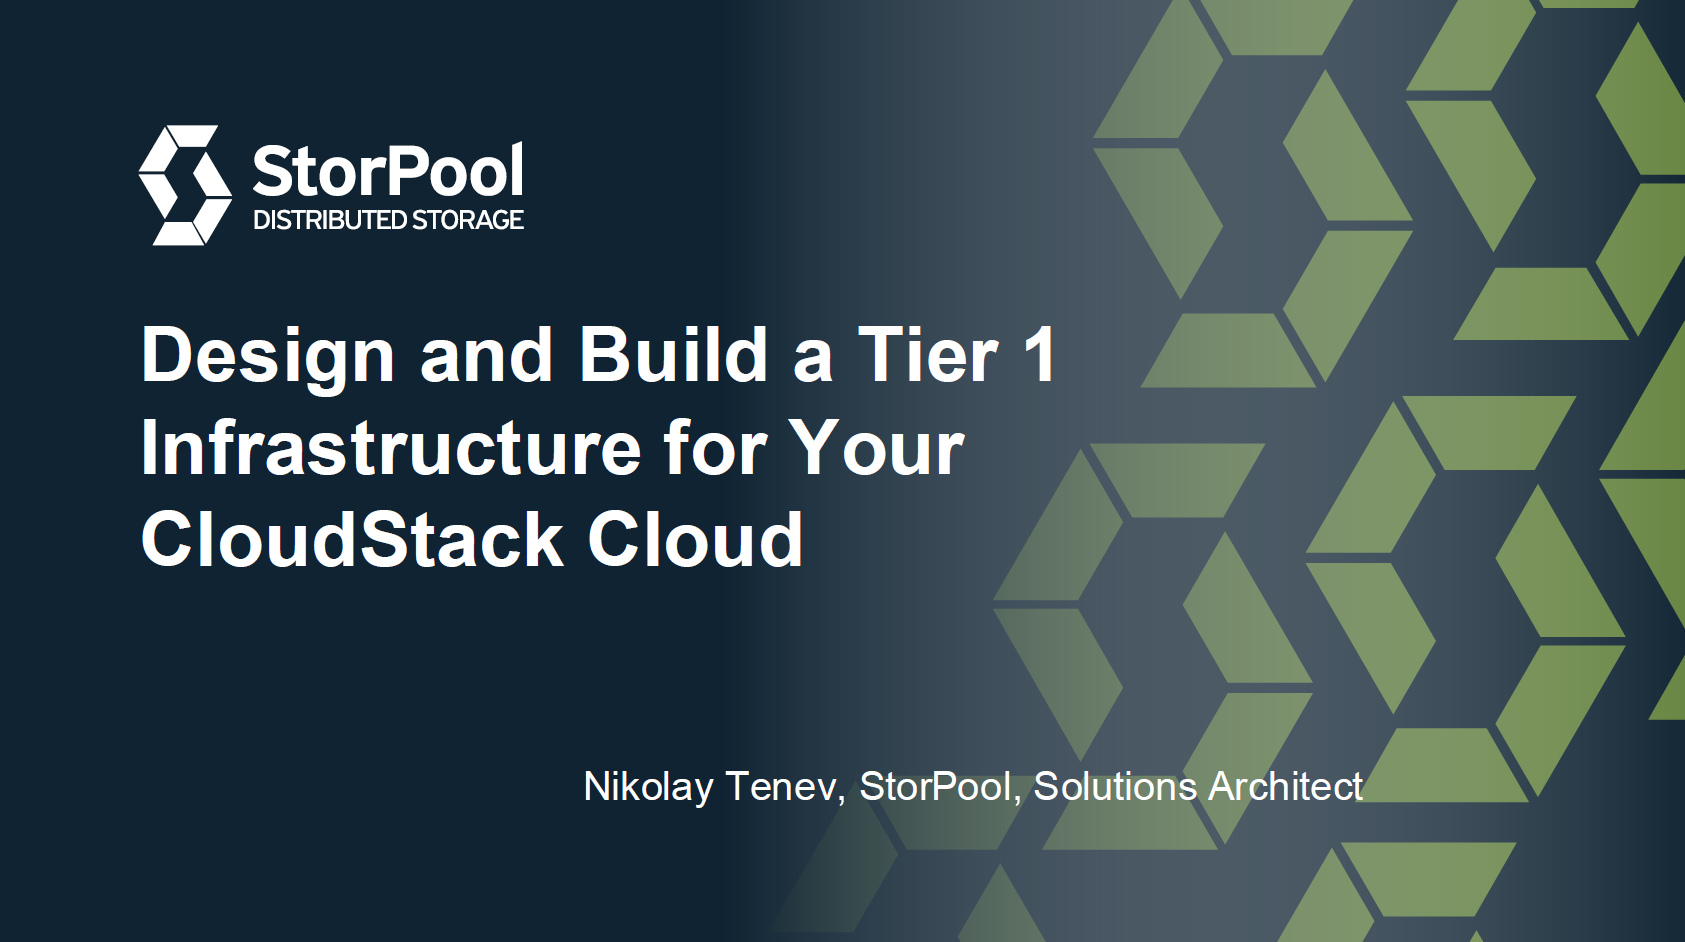 StorPool
DISTRIBUTED STORAGE
Design and Build a Tier 1
Infrastructure for Your
CloudStack Cloud
Nikolay Tenev, StorPool, Solutions Architect